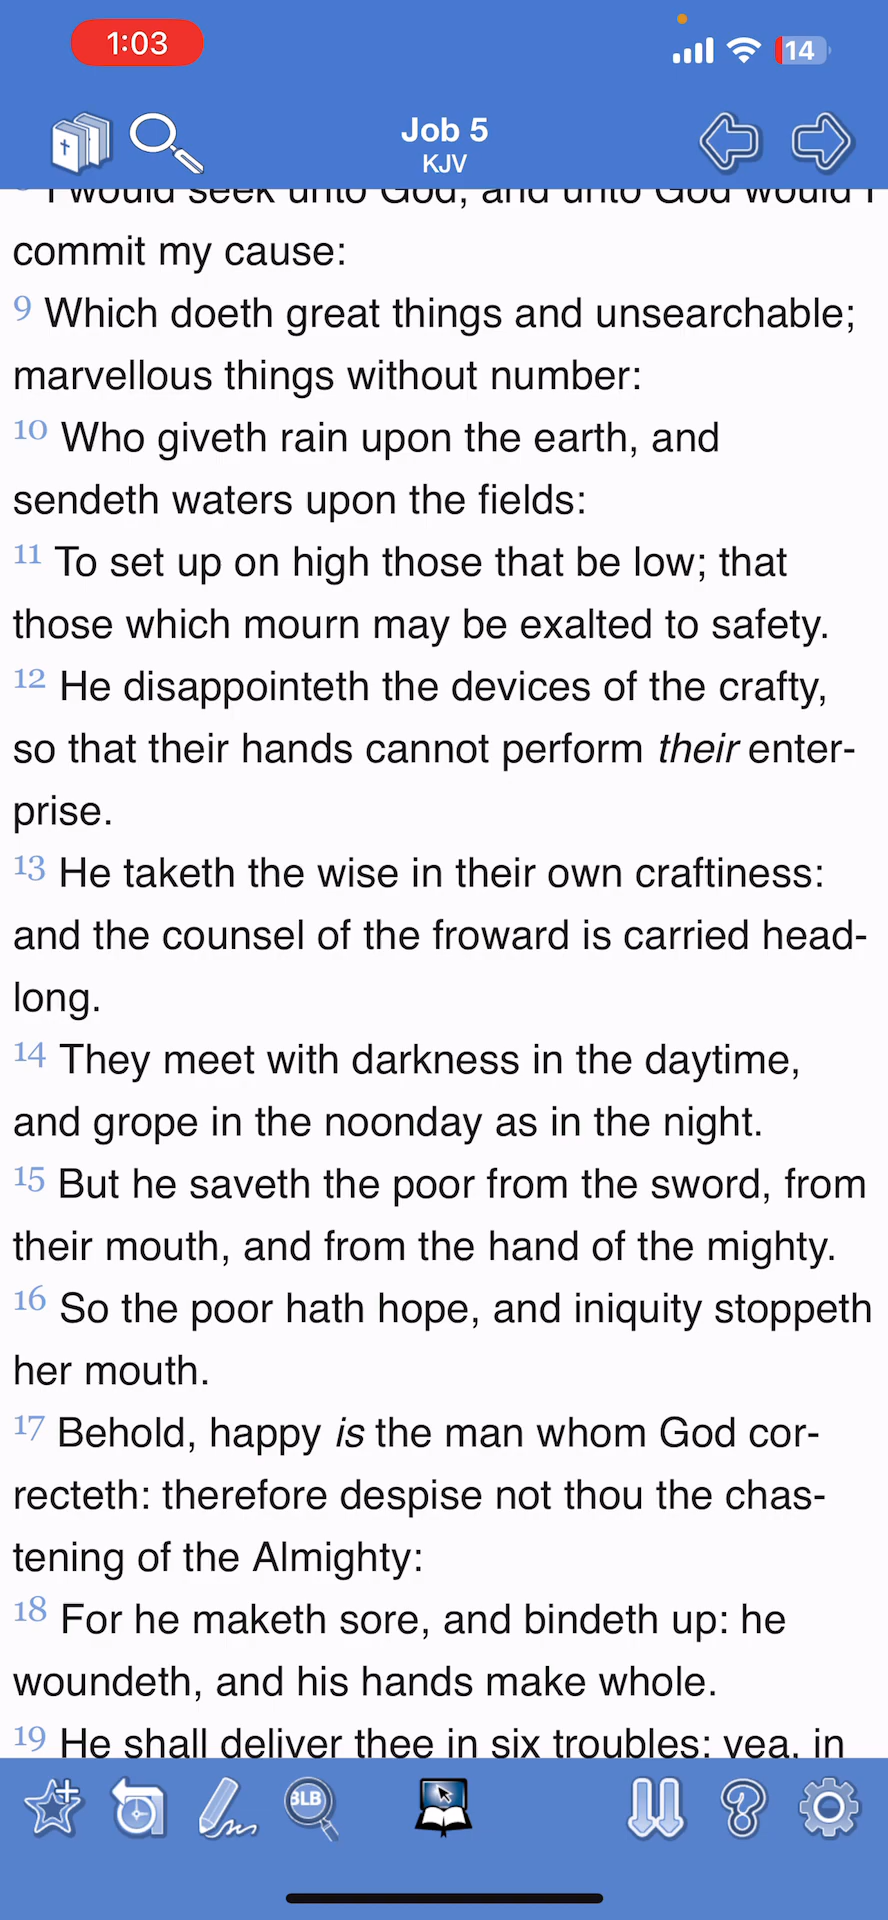 1:03
14
Job 5
KJV
I would seek unto God, and unto God would I
commit my cause:
9 Which doeth great things and unsearchable;
marvellous things without number:
10 Who giveth rain upon the earth, and
sendeth waters upon the fields:
11 To set up on high those that be low; that
those which mourn may be exalted to safety.
12 He disappointeth the devices of the crafty,
so that their hands cannot perform their enter-
prise.
13 He taketh the wise in their own craftiness:
and the counsel of the froward is carried head-
long.
14 They meet with darkness in the daytime,
and grope in the noonday as in the night.
15 But he saveth the poor from the sword, from
their mouth, and from the hand of the mighty.
16 So the poor hath hope, and iniquity stoppeth
her mouth.
17 Behold, happy is the man whom God cor-
recteth: therefore despise not thou the chas-
tening of the Almighty:
18 For he maketh sore, and bindeth up: he
woundeth, and his hands make whole.
19 He shall deliver thee in six troubles: yea, in
BLB